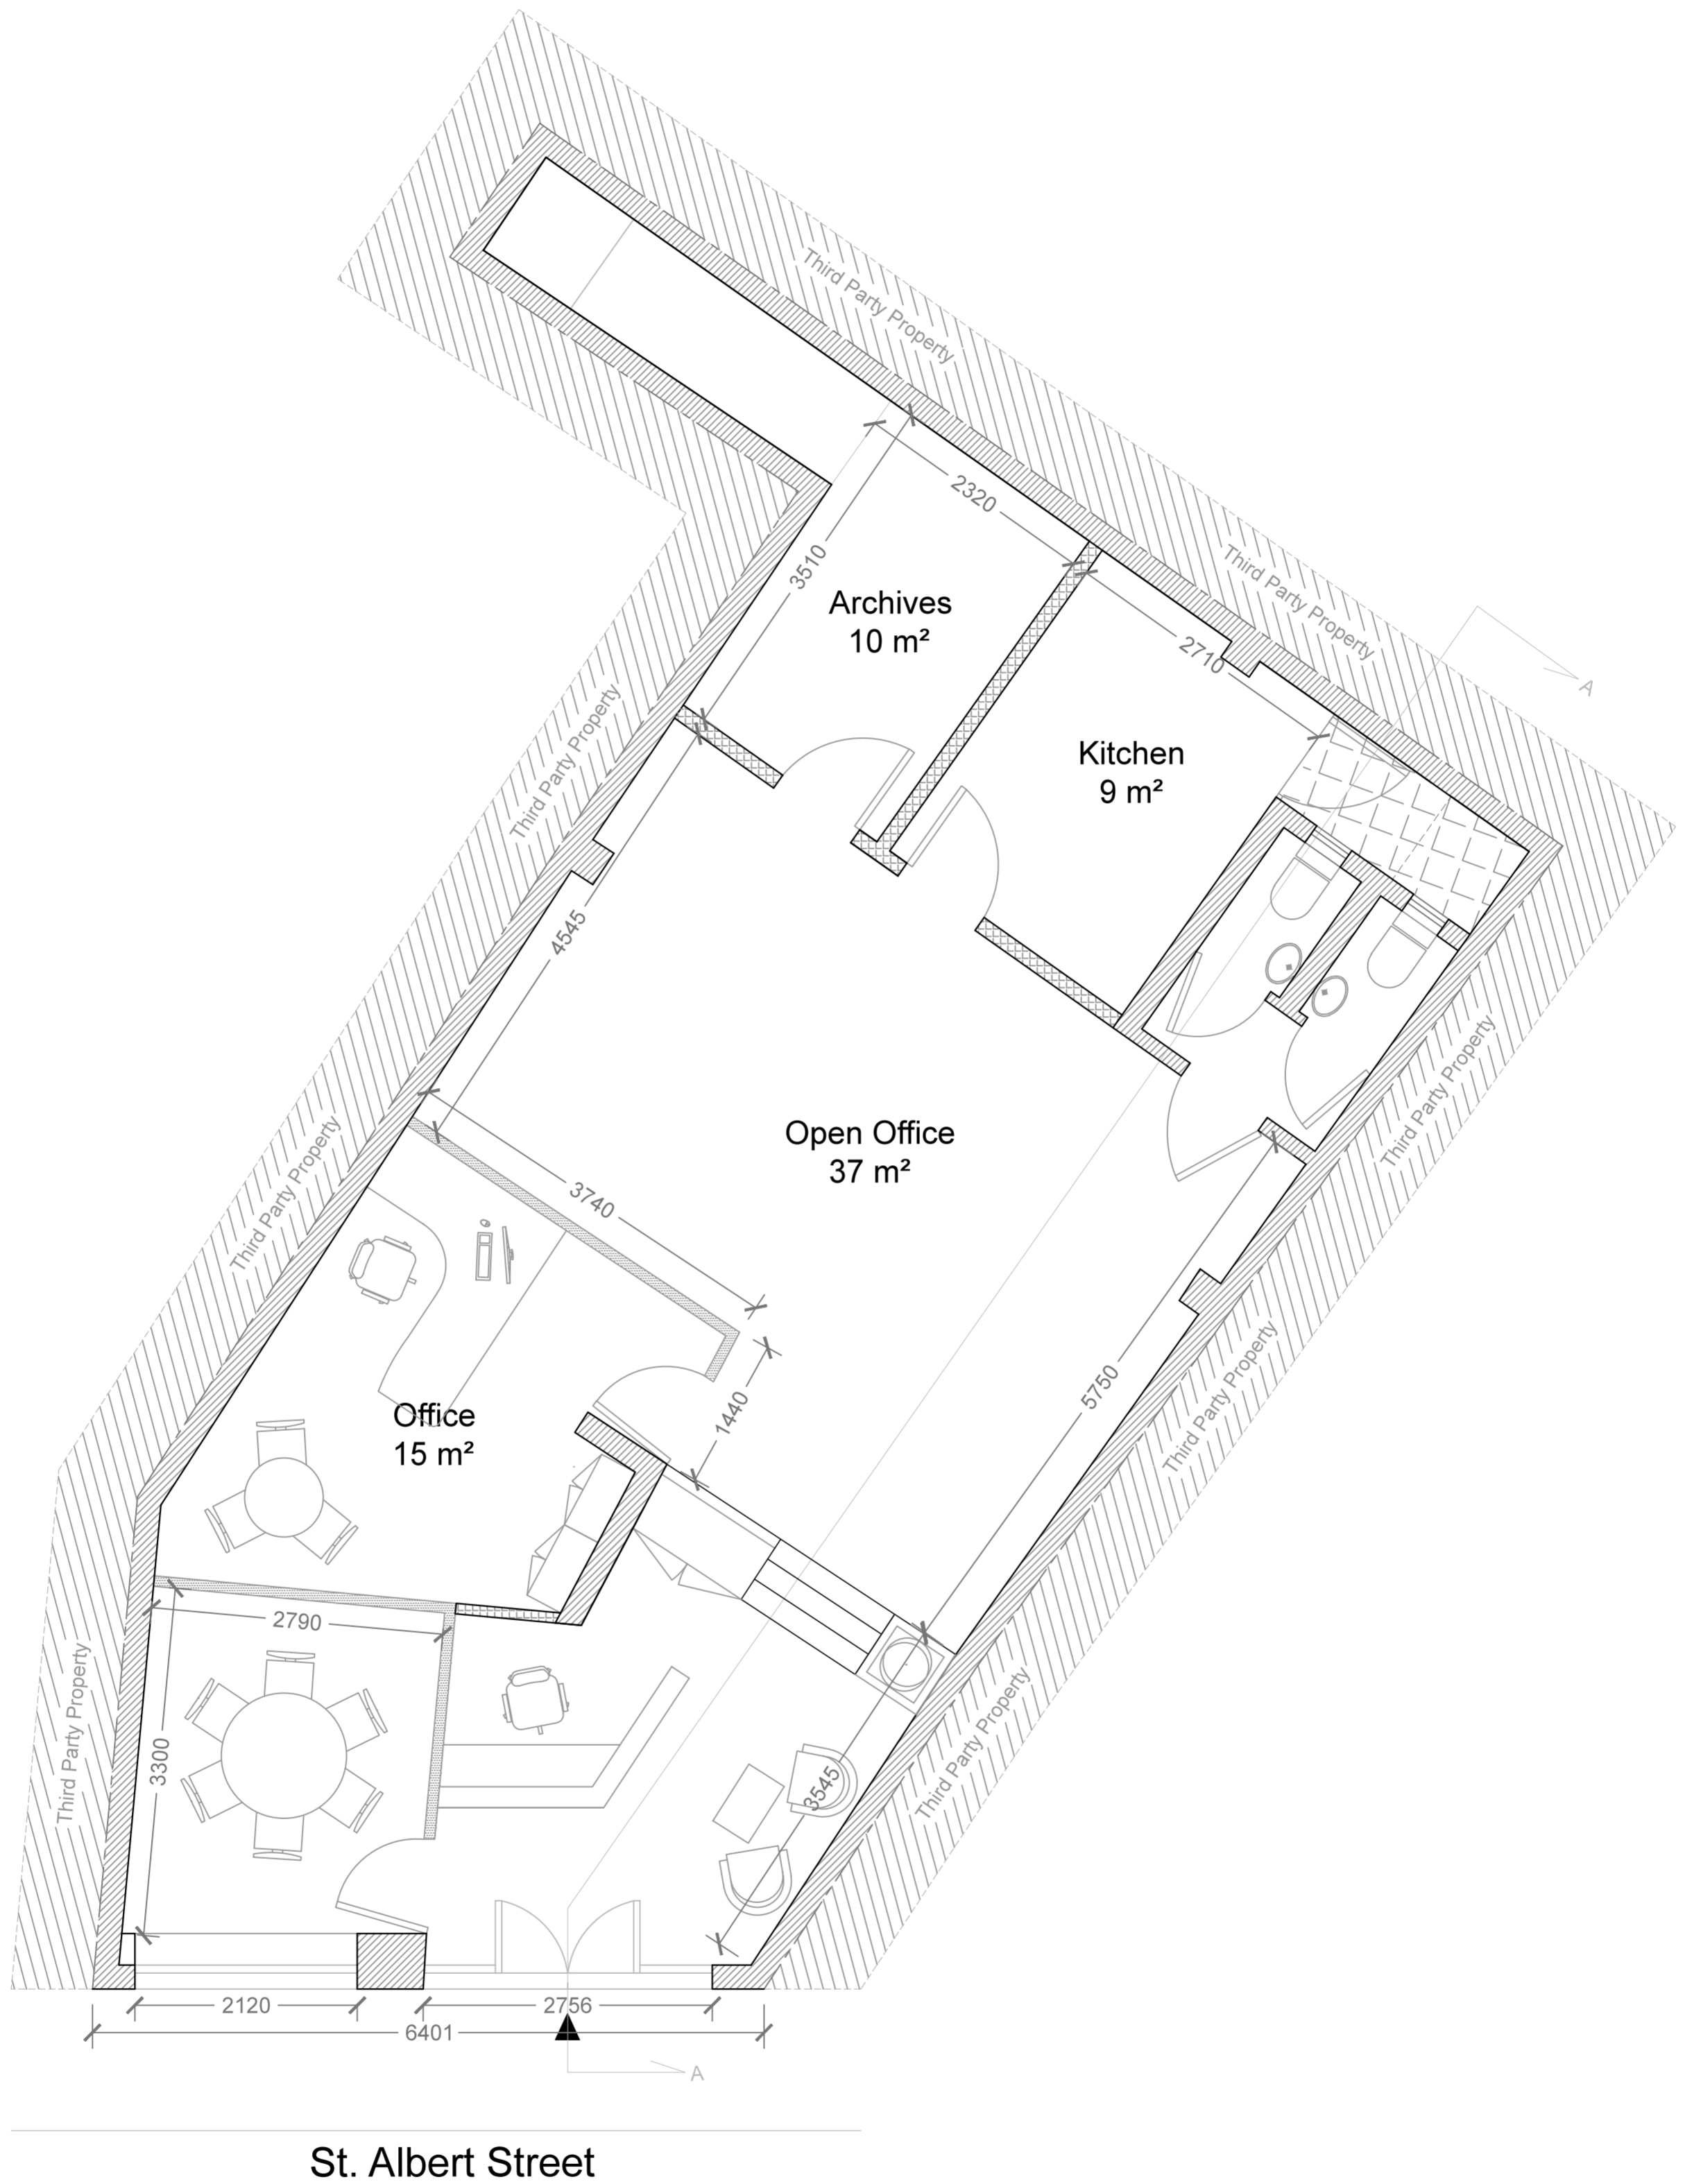 Third Party Property
2320
3510
Archives
10 m²
Third Party Property
2710
A
Kitchen
9 m²
Third Party Property
4545
Open Office
37 m²
Third Party Property
Third Party Property
3740
5750
1440
Third Party Property
Office
15 m²
2790
Third Party Property
3300
Third Party Property
3545
2120
2756
6401
A
St. Albert Street